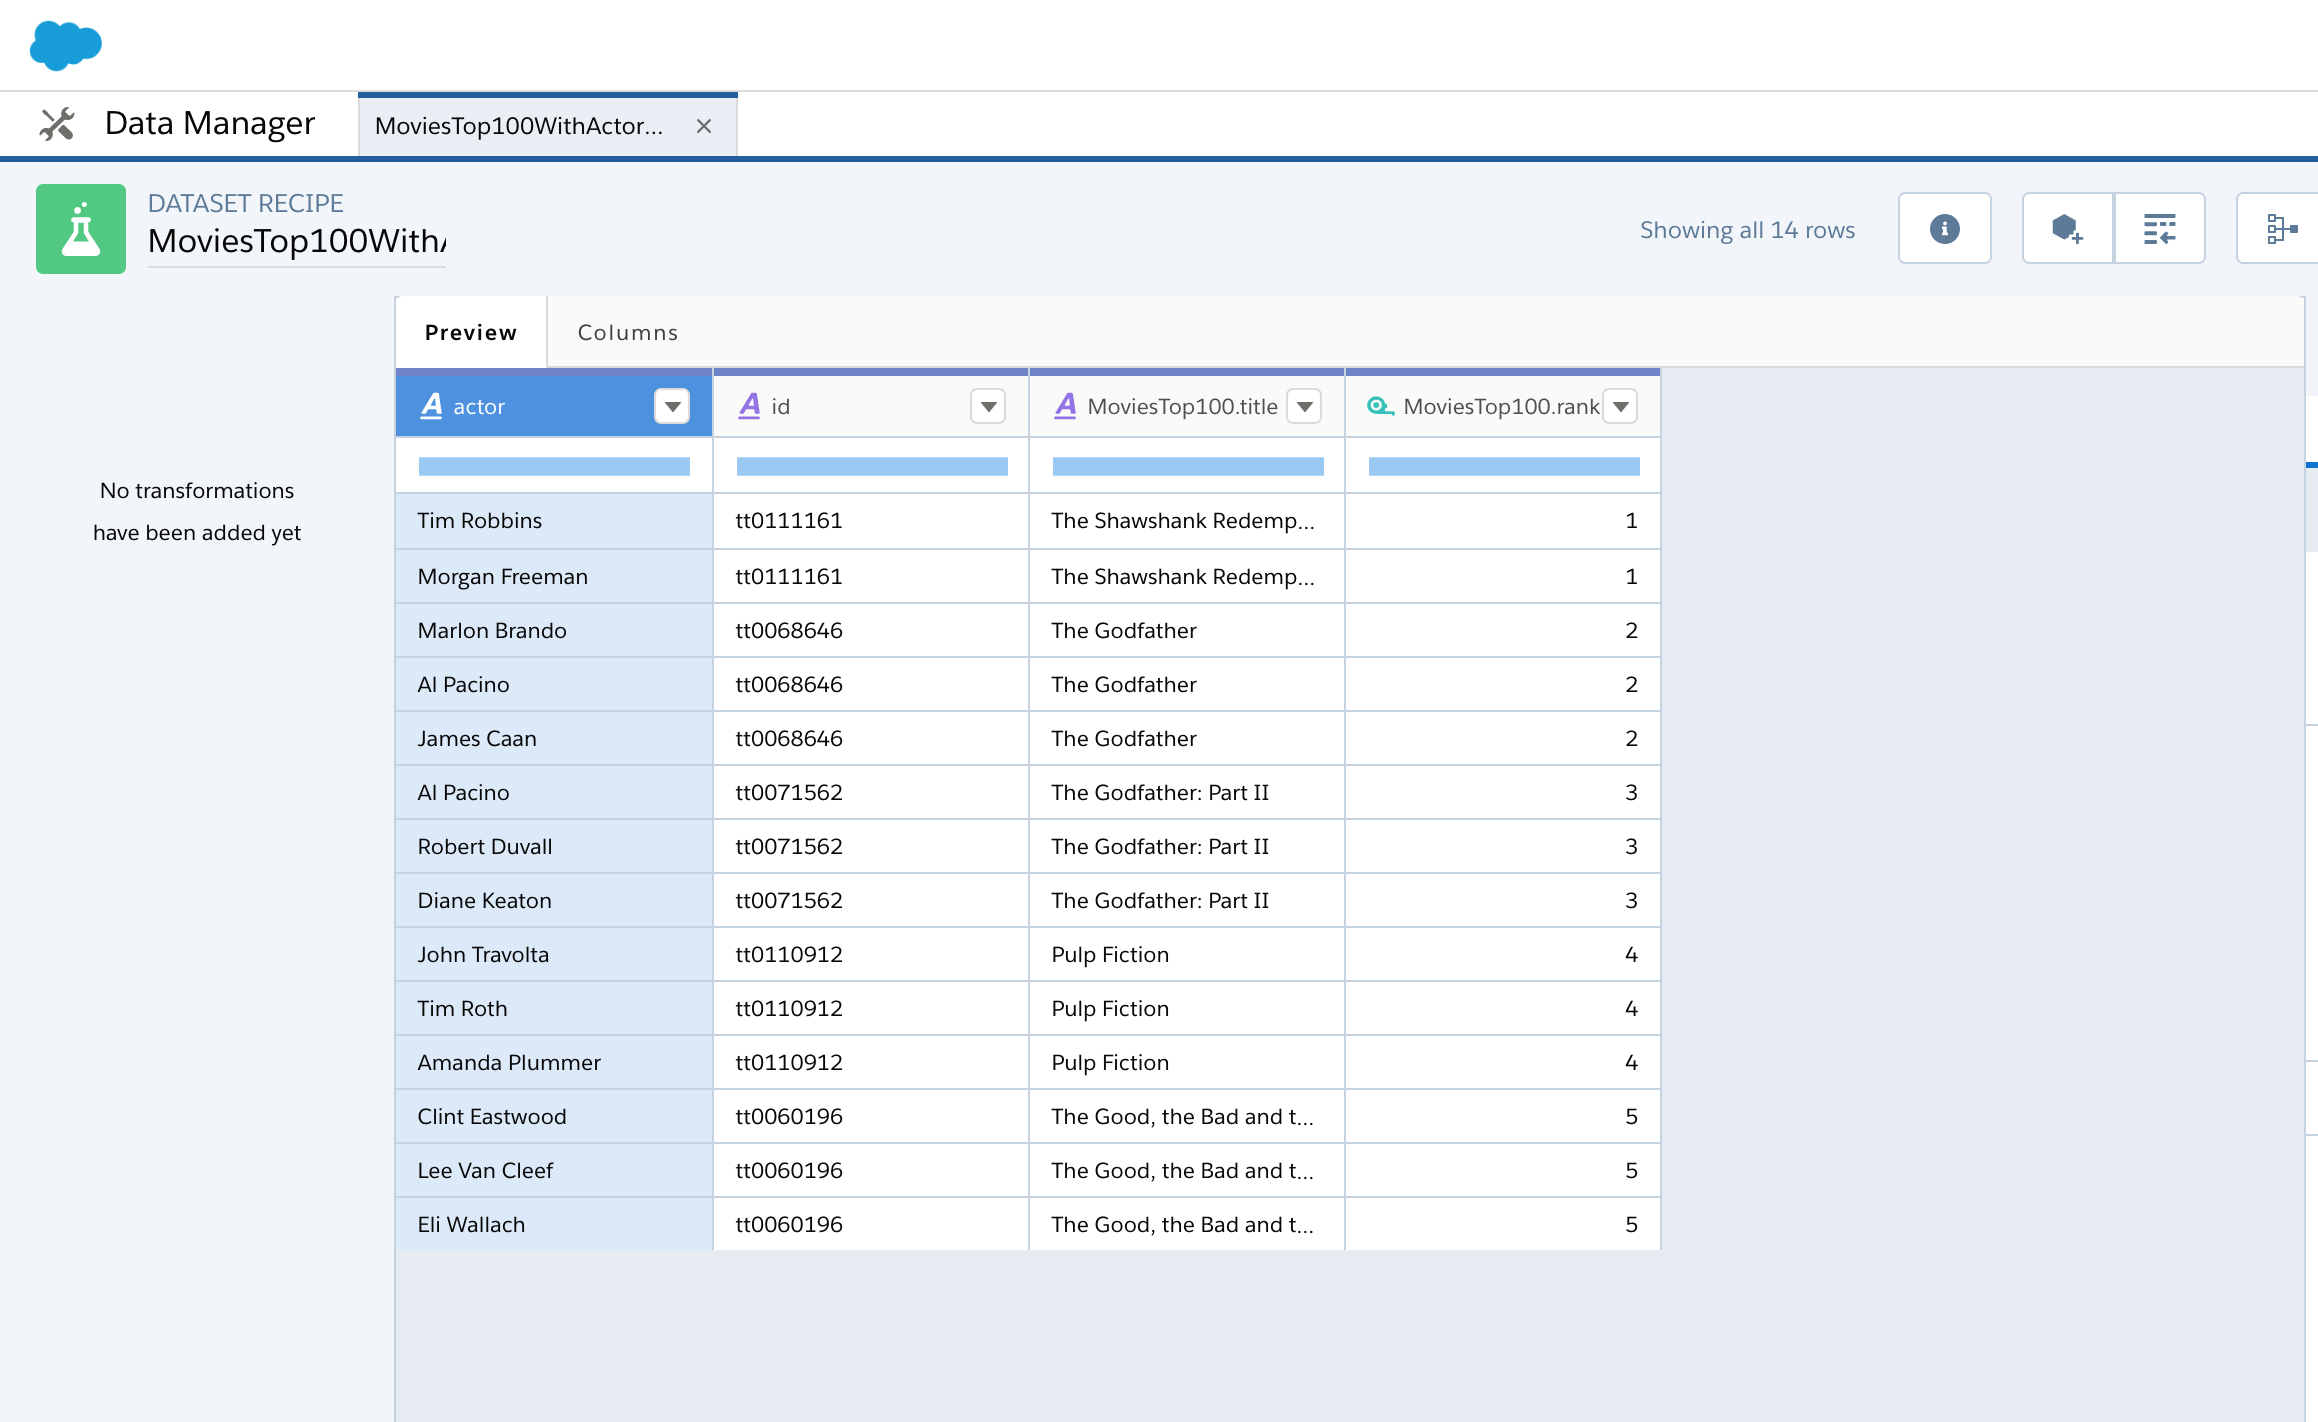 Data Manager
MoviesTop100WithActor...
DATASET RECIPE
MoviesTop100With
Showing all 14 rows
Preview Columns
actor id MoviesTop100.title MoviesTop100.rank
No transformations
have been added yet
Tim Robbins tt0111161 The Shawshank Redemp... 1
Morgan Freeman tt0111161 The Shawshank Redemp... 1
Marlon Brando tt0068646 The Godfather 2
Al Pacino tt0068646 The Godfather 2
James Caan tt0068646 The Godfather 2
Al Pacino tt0071562 The Godfather: Part II 3
Robert Duvall tt0071562 The Godfather: Part II 3
Diane Keaton tt0071562 The Godfather: Part II 3
John Travolta tt0110912 Pulp Fiction 4
Tim Roth tt0110912 Pulp Fiction 4
Amanda Plummer tt0110912 Pulp Fiction 4
Clint Eastwood tt0060196 The Good, the Bad and t... 5
Lee Van Cleef tt0060196 The Good, the Bad and t... 5
Eli Wallach tt0060196 The Good, the Bad and t... 5